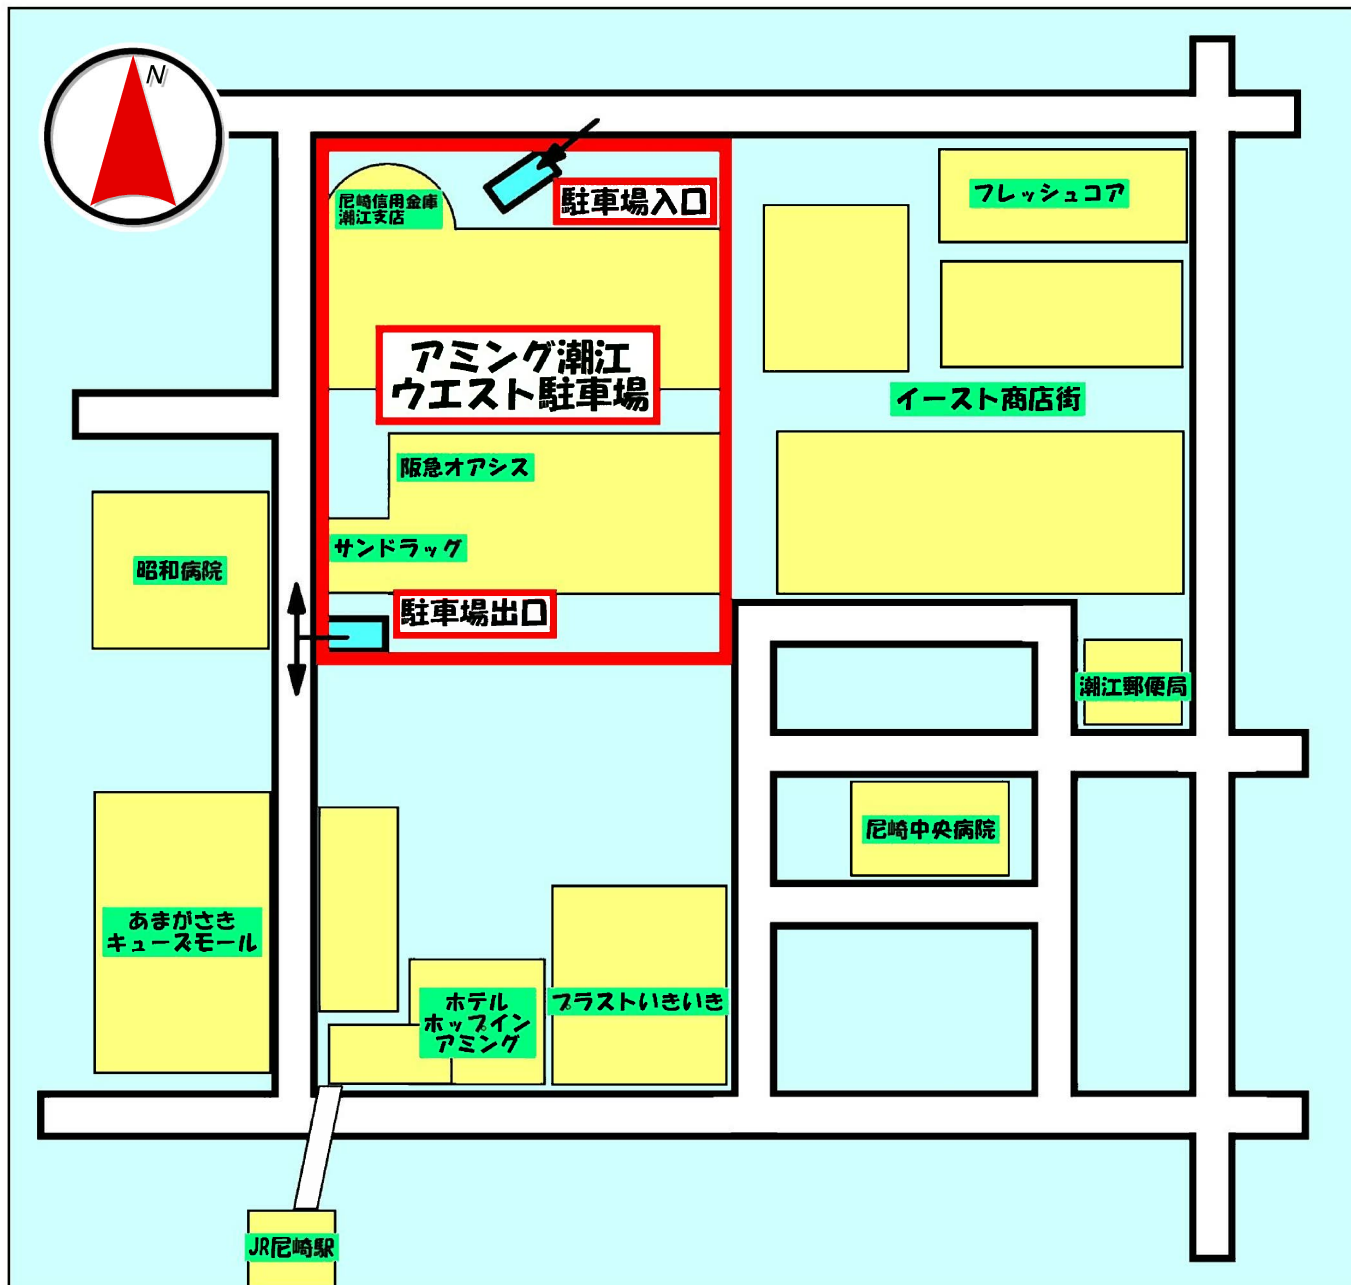 N
尼崎信用金庫
潮江支店
駐車場入口
フレッシュコア
アミング潮江
ウエスト駐車場
イースト商店街
阪急オアシス
サンドラッグ
昭和病院
駐車場出口
潮江郵便局
尼崎中央病院
あまがさき
キューズモール
ホテル
ホップイン
アミング
プラストいきいき
JR尼崎駅